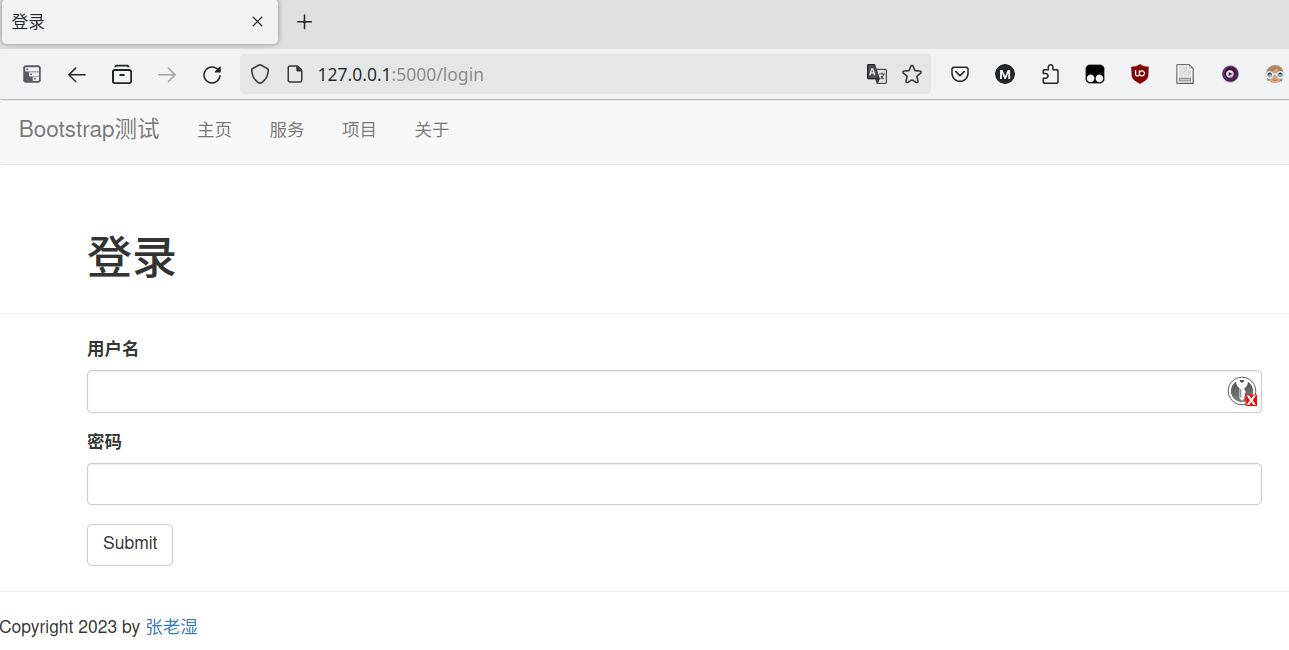 登录
127.0.0.1:5000/login
Bootstrap测试 主页 服务 项目 关于
登录
用户名
密码
Submit
Copyright 2023 by 张老湿